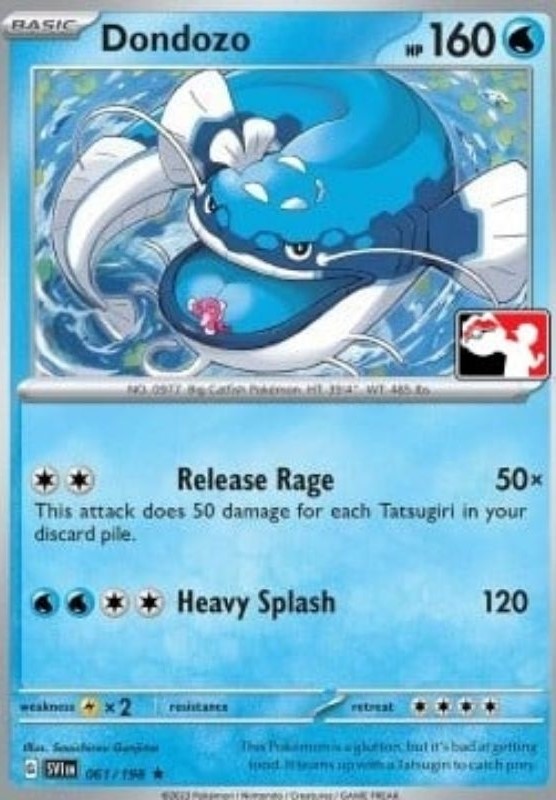 BASIC Dondozo HP 160
NO. 0977 Big Catfish Pokémon HT: 39'4" WT: 485 lbs
Release Rage 50×
This attack does 50 damage for each Tatsugiri in your
discard pile.
Heavy Splash 120
weakness ×2 resistance retreat
Illus. Souichirou Gunjima This Pokémon is a glutton, but it's bad at getting
food. It teams up with a Tatsugiri to catch prey.
G SVI EN 061/198 ★
©2023 Pokémon / Nintendo / Creatures / GAME FREAK